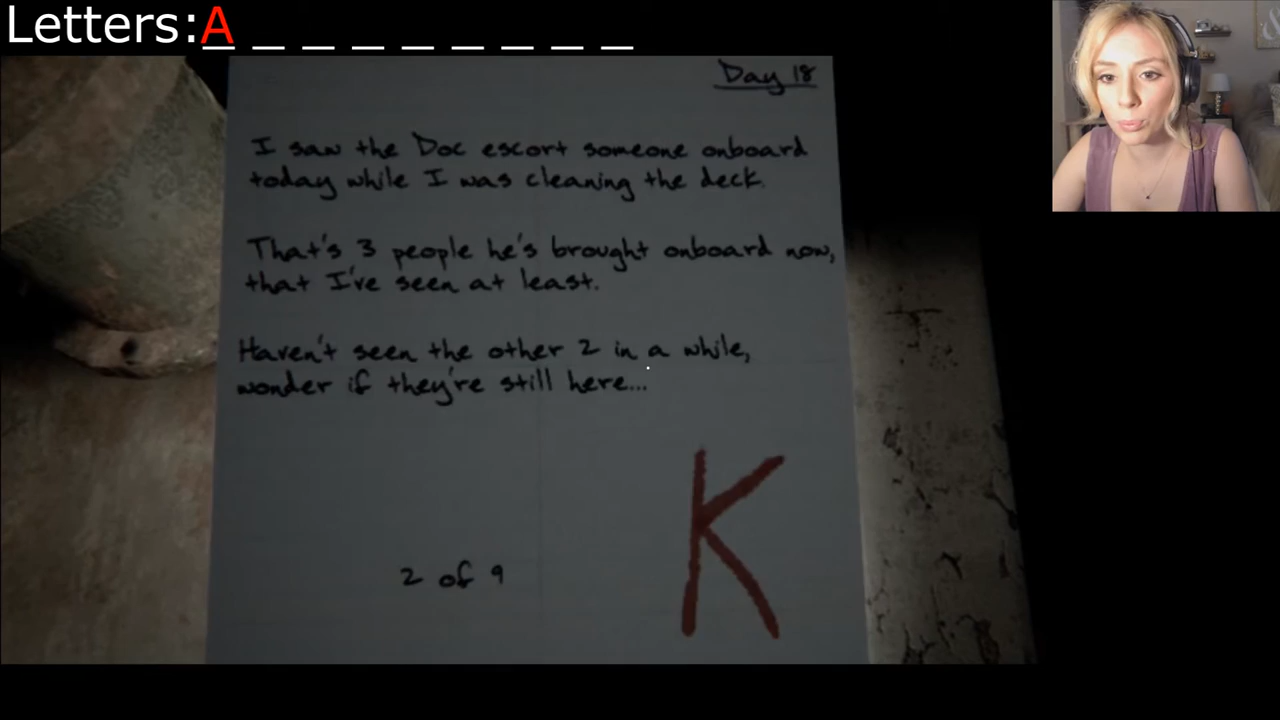 Letters:A _ _ _ _ _ _ _ _
Day 18
I saw the Doc escort someone onboard
today while I was cleaning the deck.
That's 3 people he's brought onboard now,
that I've seen at least.
Haven't seen the other 2 in a while,
wonder if they're still here...
K
2 of 9